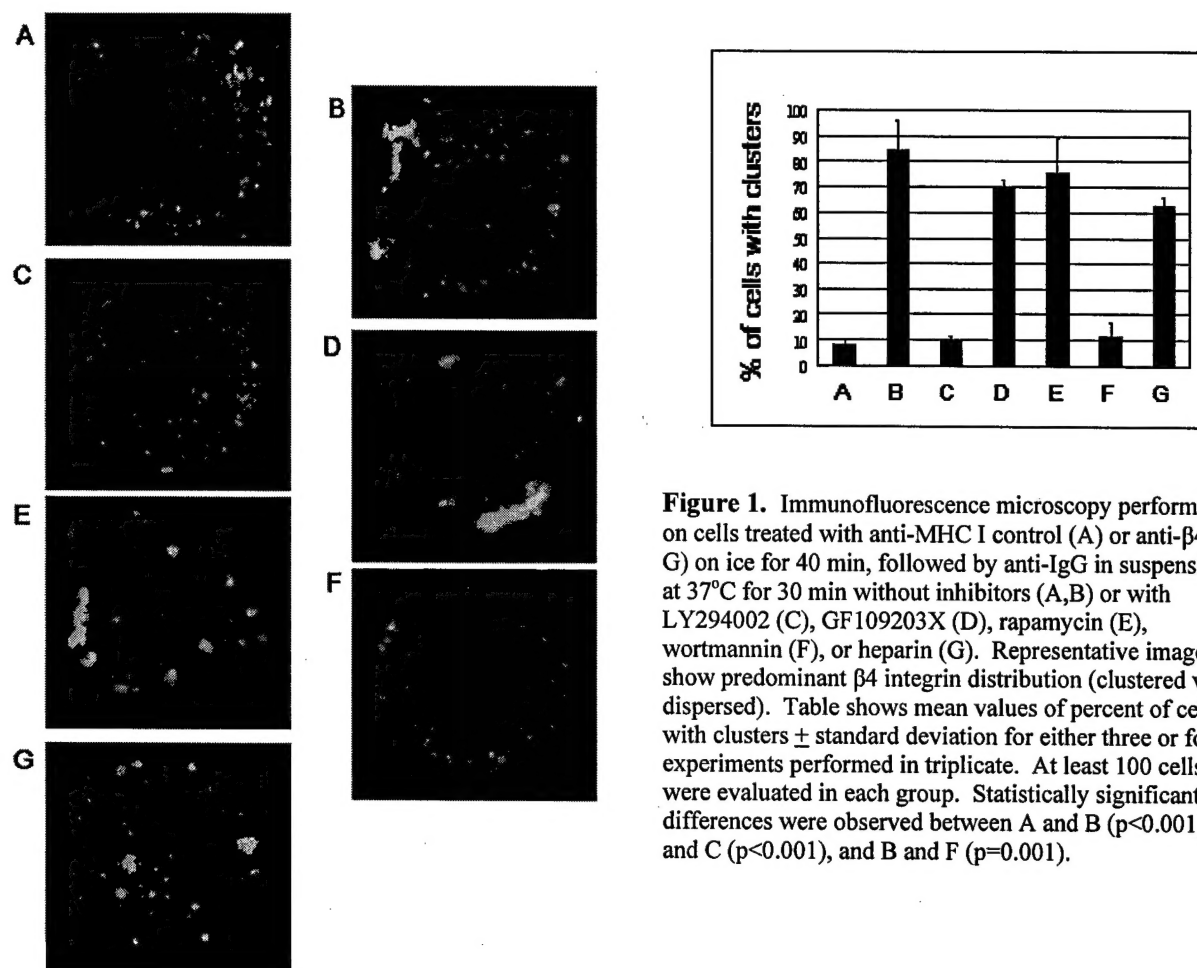 A
B
C
D
E
F
G
% of cells with clusters
100
90
80
70
60
50
40
30
20
10
0
A B C D E F G
Figure 1. Immunofluorescence microscopy perform
on cells treated with anti-MHC I control (A) or anti-β4
G) on ice for 40 min, followed by anti-IgG in suspens
at 37°C for 30 min without inhibitors (A,B) or with
LY294002 (C), GF109203X (D), rapamycin (E),
wortmannin (F), or heparin (G). Representative image
show predominant β4 integrin distribution (clustered v
dispersed). Table shows mean values of percent of ce
with clusters ± standard deviation for either three or fo
experiments performed in triplicate. At least 100 cells
were evaluated in each group. Statistically significant
differences were observed between A and B (p<0.001
and C (p<0.001), and B and F (p=0.001).